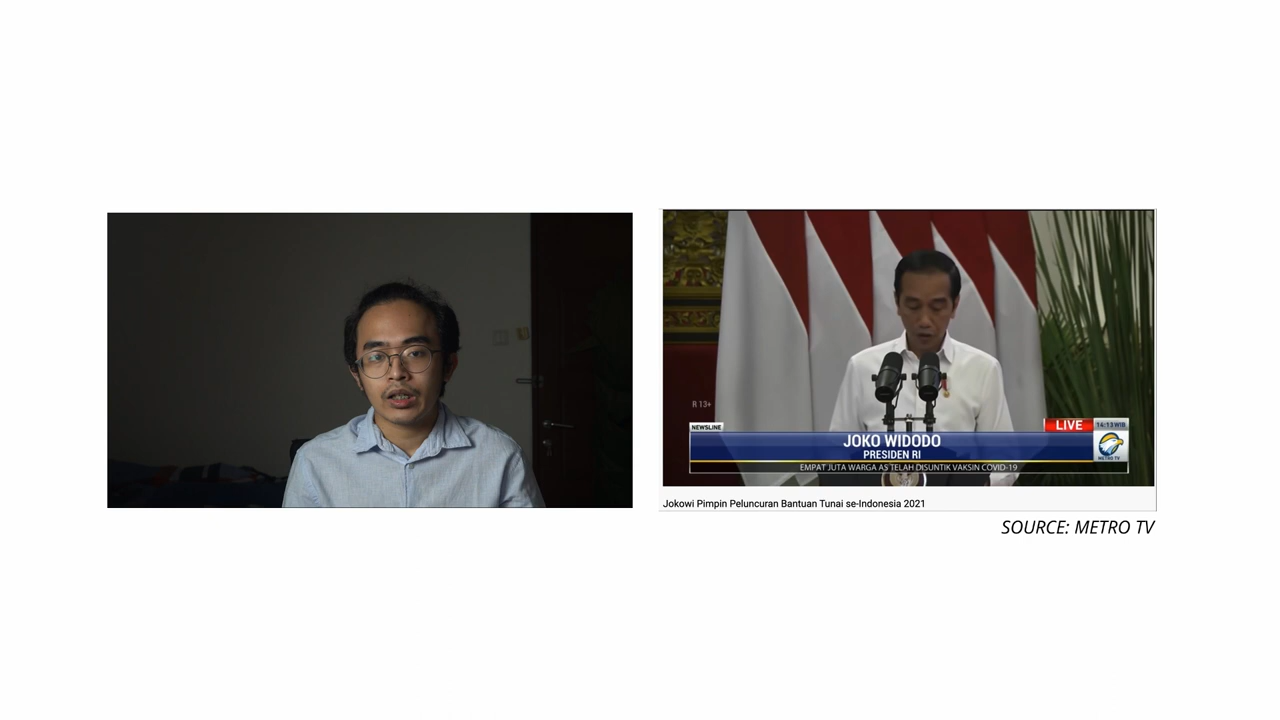 R 13+
NEWSLINE
LIVE
14:13 WIB
JOKO WIDODO
PRESIDEN RI
METRO TV
EMPAT JUTA WARGA AS TELAH DISUNTIK VAKSIN COVID-19
Jokowi Pimpin Peluncuran Bantuan Tunai se-Indonesia 2021
SOURCE: METRO TV